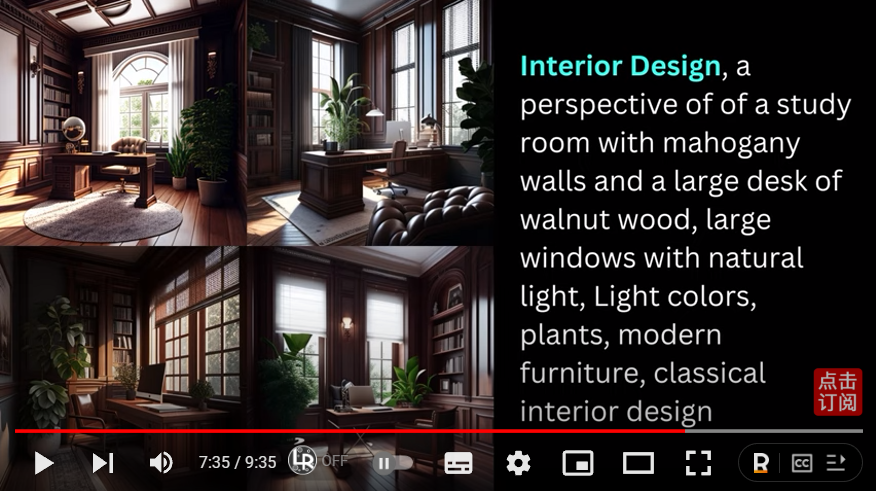 Interior Design, a
perspective of of a study
room with mahogany
walls and a large desk of
walnut wood, large
windows with natural
light, Light colors,
plants, modern
furniture, classical
interior design
点击
订阅
7:35 / 9:35
LR OFF
R CC